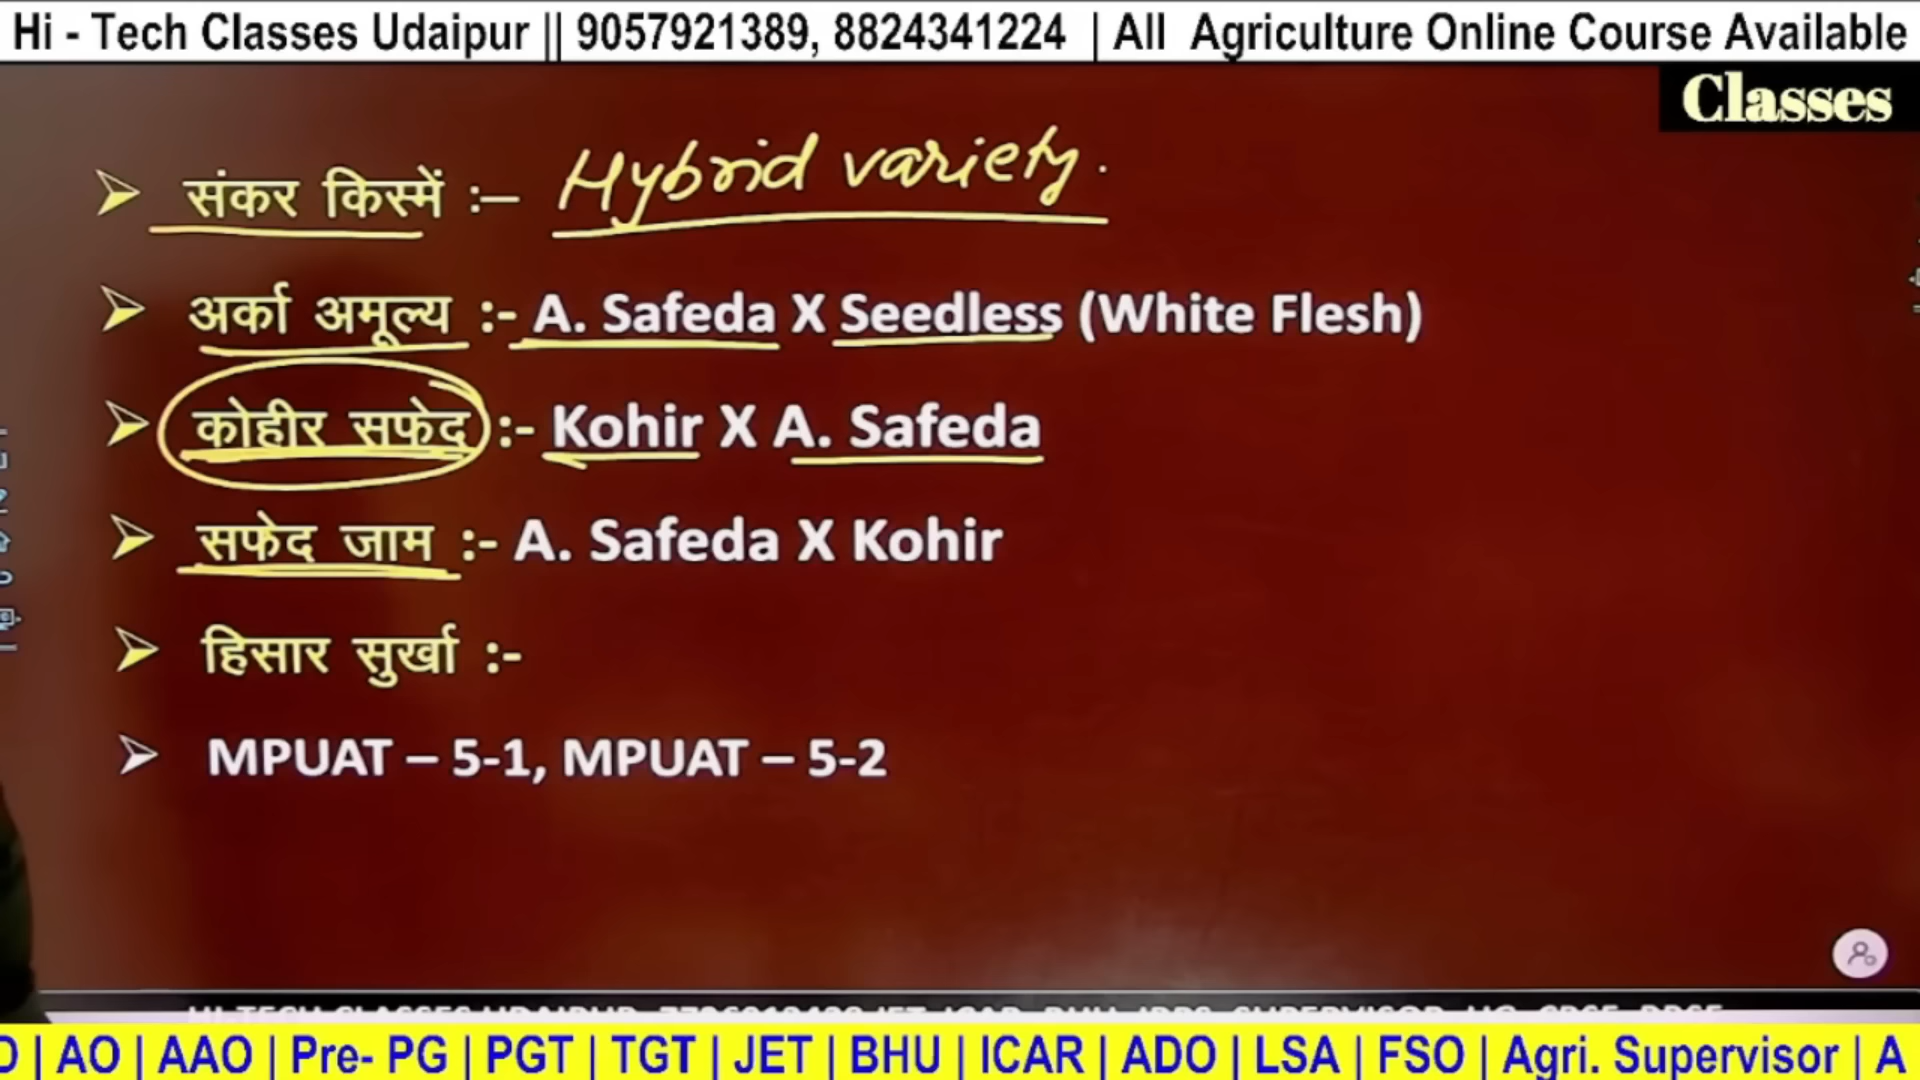 Hi - Tech Classes Udaipur || 9057921389, 8824341224 | All Agriculture Online Course Available
Classes
संकर किस्में :– Hybrid variety.
अर्का अमूल्य :- A. Safeda X Seedless (White Flesh)
कोहीर सफेद :- Kohir X A. Safeda
सफेद जाम :- A. Safeda X Kohir
हिसार सुर्खा :-
MPUAT – 5-1, MPUAT – 5-2
| AO | AAO | Pre- PG | PGT | TGT | JET | BHU | ICAR | ADO | LSA | FSO | Agri. Supervisor | A